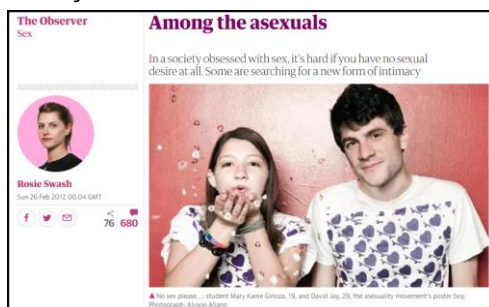 The Observer
Sex
Among the asexuals
In a society obsessed with sex, it's hard if you have no sexual
desire at all. Some are searching for a new form of intimacy
Rosie Swash
Sun 26 Feb 2012 00.04 GMT
76 680
No sex please...: student Mary Kame Ginoza, 19, and David Jay, 29, the asexuality movement's poster boy.
Photograph: Alyson Aliano